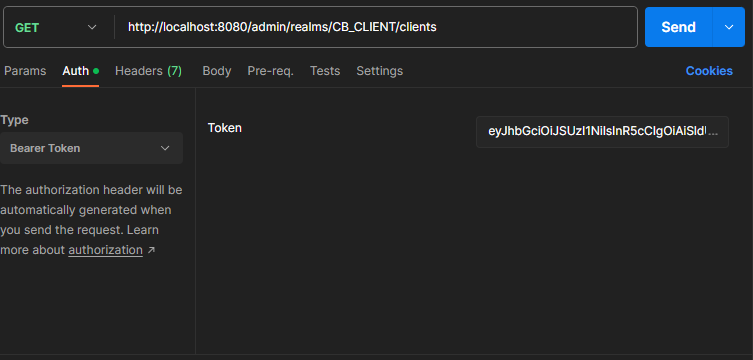 GET http://localhost:8080/admin/realms/CB_CLIENT/clients Send
Params Auth Headers (7) Body Pre-req. Tests Settings Cookies
Type
Bearer Token
The authorization header will be
automatically generated when
you send the request. Learn
more about authorization ↗
Token